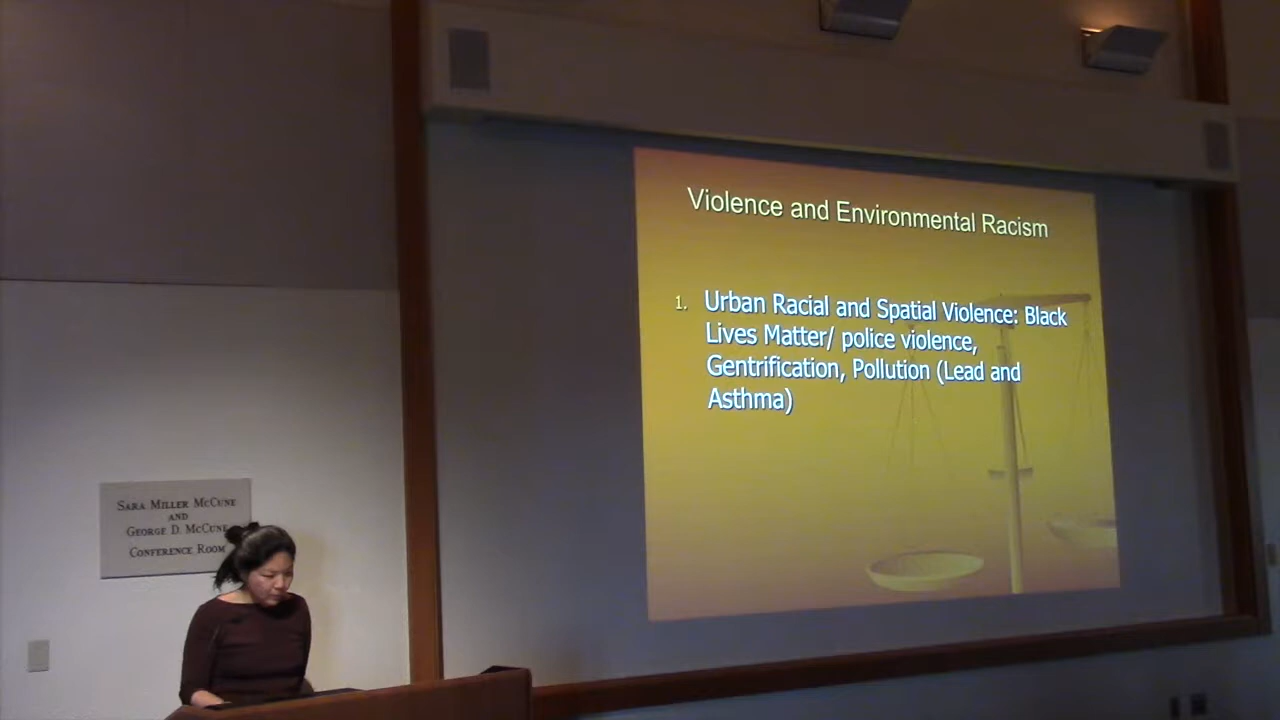 Violence and Environmental Racism
1. Urban Racial and Spatial Violence: Black
Lives Matter/ police violence,
Gentrification, Pollution (Lead and
Asthma)
SARA MILLER MCCUNE
AND
GEORGE D. MCCUNE
CONFERENCE ROOM